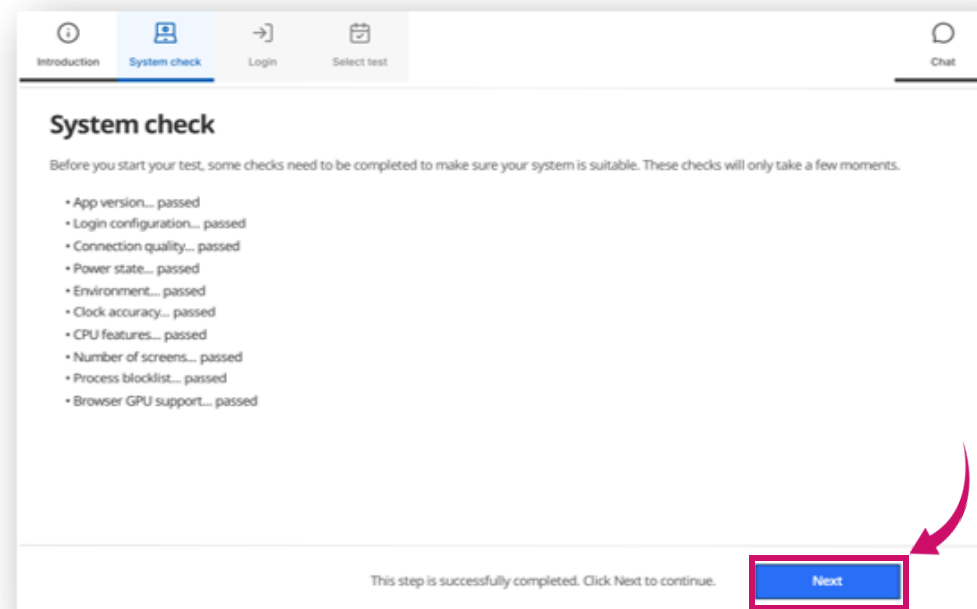 Introduction
System check
Login
Select test
Chat
System check
Before you start your test, some checks need to be completed to make sure your system is suitable. These checks will only take a few moments.
• App version... passed
• Login configuration... passed
• Connection quality... passed
• Power state... passed
• Environment... passed
• Clock accuracy... passed
• CPU features... passed
• Number of screens... passed
• Process blocklist... passed
• Browser GPU support... passed
This step is successfully completed. Click Next to continue.
Next